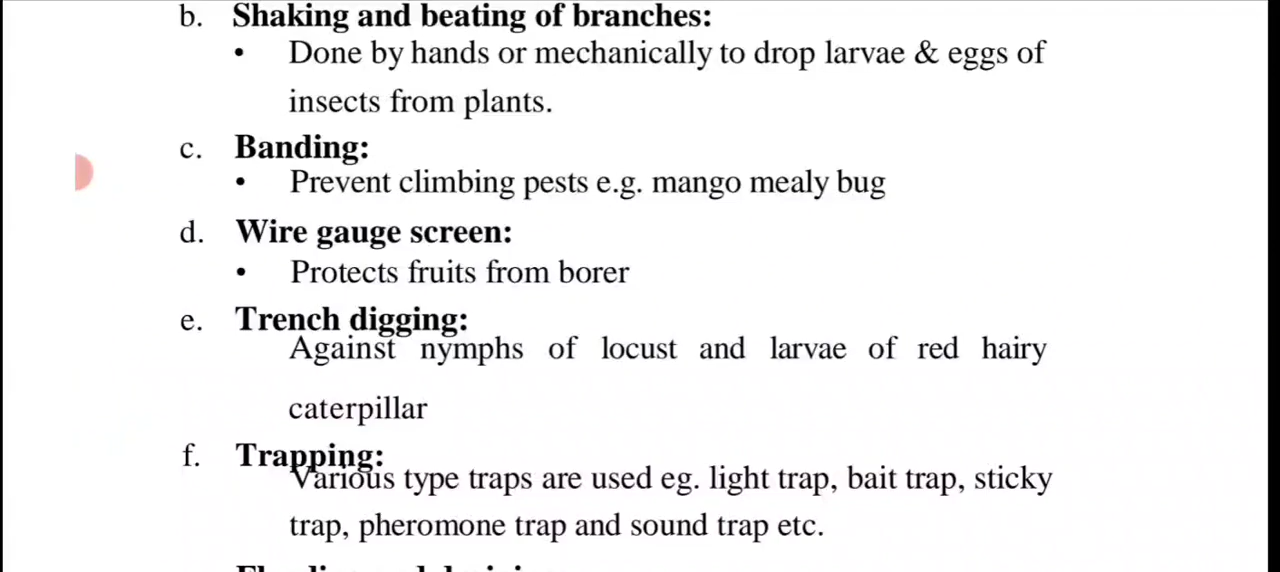 b. Shaking and beating of branches:
• Done by hands or mechanically to drop larvae & eggs of
insects from plants.
c. Banding:
• Prevent climbing pests e.g. mango mealy bug
d. Wire gauge screen:
• Protects fruits from borer
e. Trench digging:
Against nymphs of locust and larvae of red hairy
caterpillar
f. Trapping:
Various type traps are used eg. light trap, bait trap, sticky
trap, pheromone trap and sound trap etc.